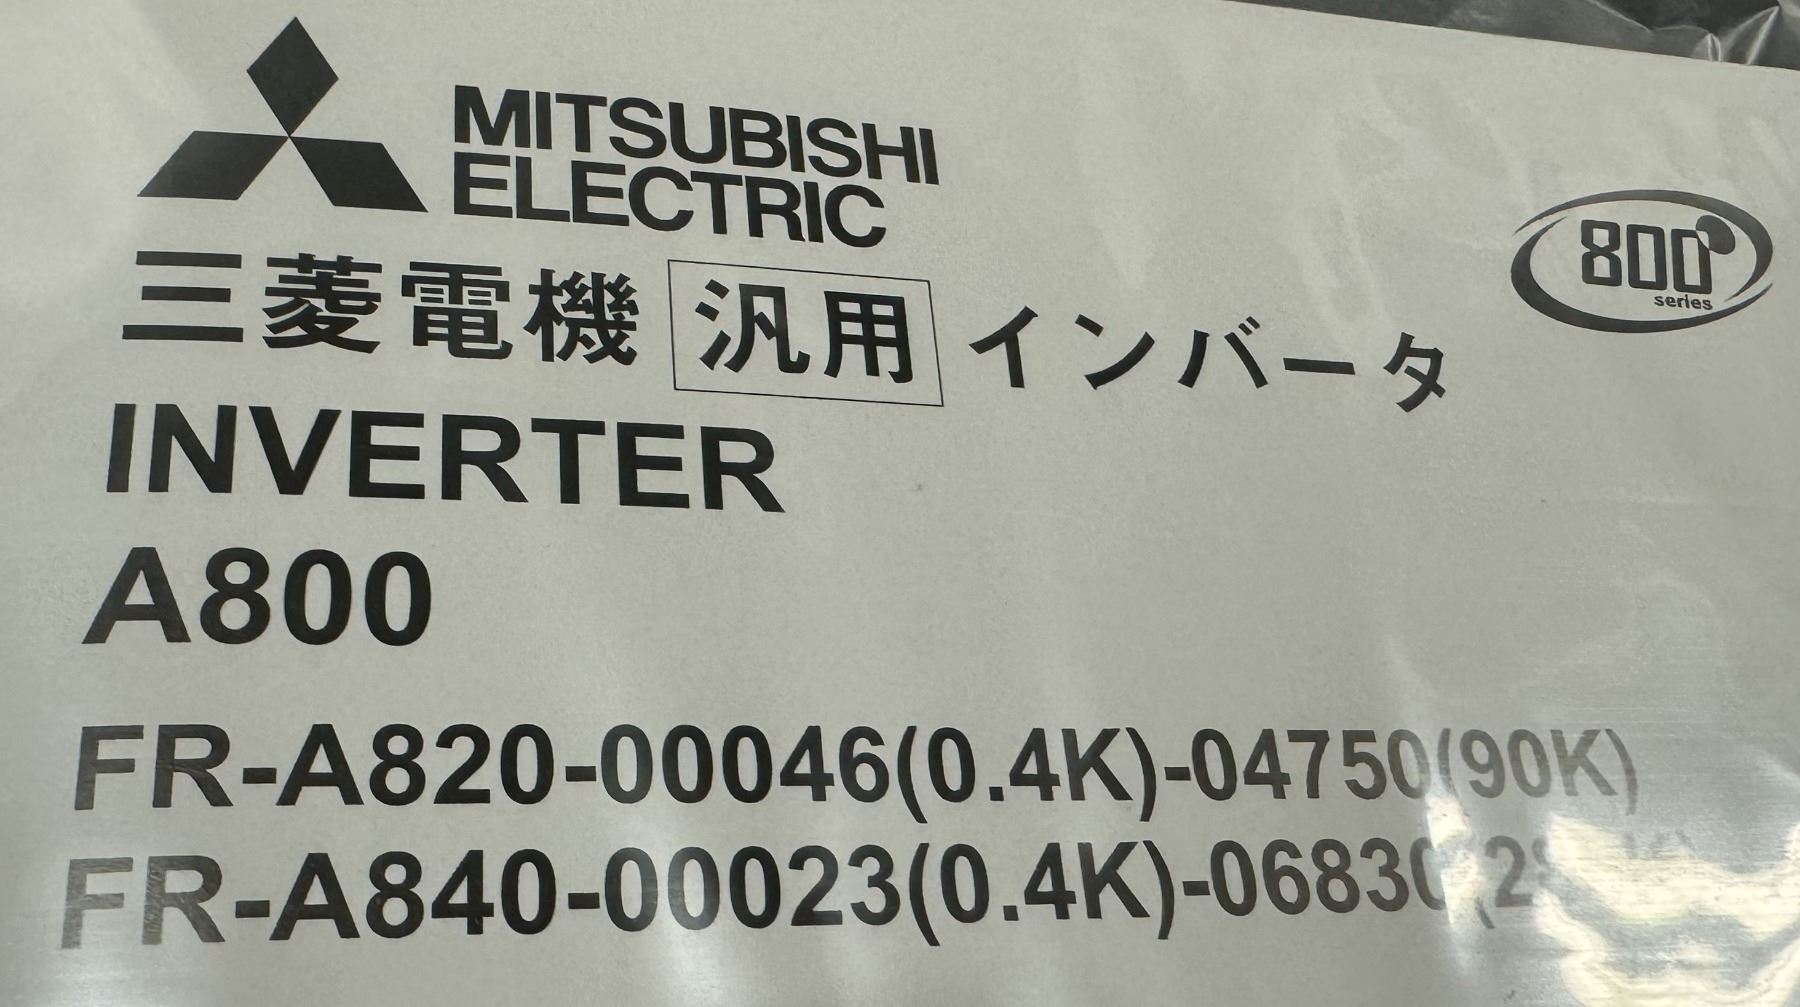 MITSUBISHI
ELECTRIC
三菱電機 汎用 インバータ
800
series
INVERTER
A800
FR-A820-00046(0.4K)-04750(90K)
FR-A840-00023(0.4K)-06830